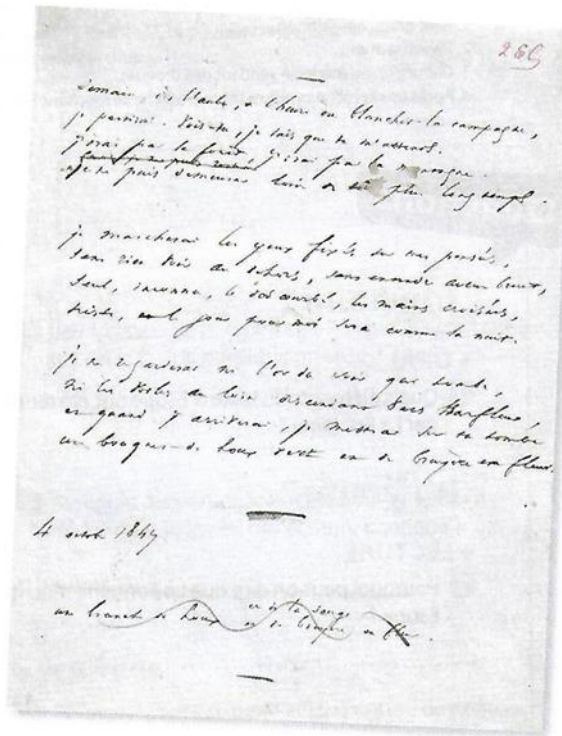 Demain, dès l'aube, à l'heure où blanchit la campagne,
je partirai. Vois-tu, je sais que tu m'attends.
j'irai par la forêt, j'irai par la montagne.
je ne puis demeurer loin de toi plus longtemps.
je marcherai les yeux fixés sur mes pensées,
sans rien voir au dehors, sans entendre aucun bruit,
Seul, inconnu, le dos courbé, les mains croisées,
triste, et le jour pour moi sera comme la nuit.
je ne regarderai ni l'or du soir qui tombe,
ni les voiles au loin descendant vers Harfleur,
et quand j'arriverai je mettrai sur ta tombe
un bouquet de houx vert et de bruyère en fleur.
4 octob 1847
une branche de houx et de bruyère en fleur.